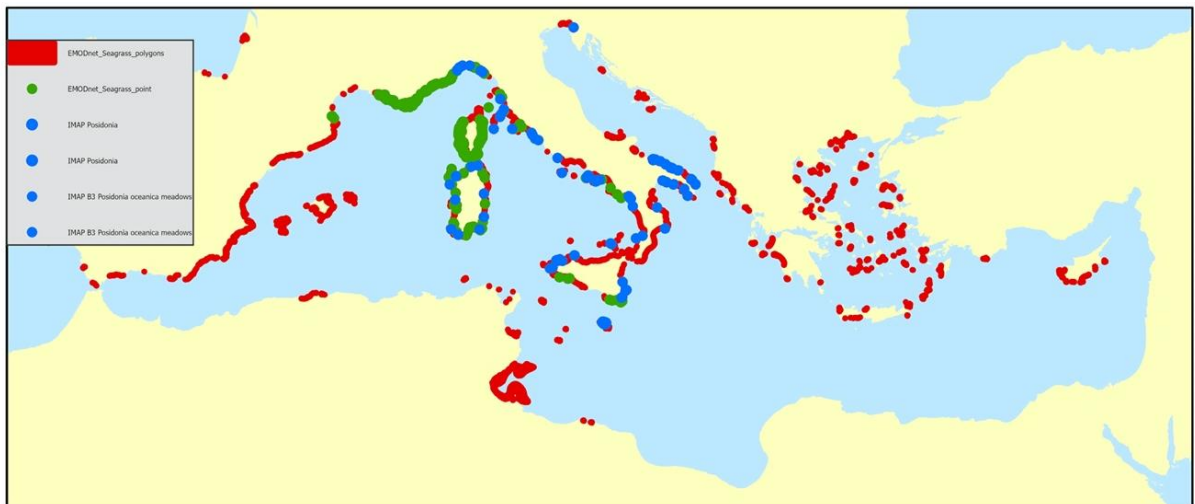 EMODnet_Seagrass_polygons
EMODnet_Seagrass_point
IMAP Posidonia
IMAP Posidonia
IMAP B3 Posidonia oceanica meadows
IMAP B3 Posidonia oceanica meadows